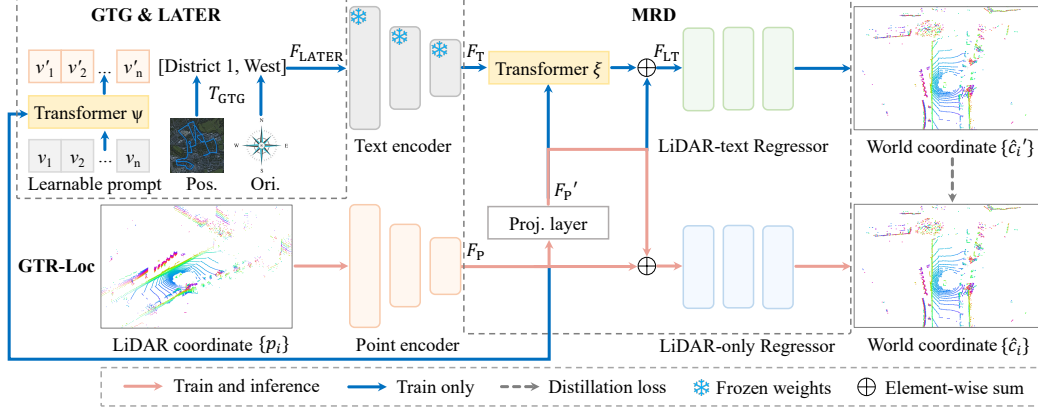 GTG & LATER
MRD
v'₁ v'₂ ... v'ₙ
[District 1, West]
F_LATER
F_T
Transformer ξ
F_LT
Transformer ψ
T_GTG
N
W E
S
v₁ v₂ ... vₙ
Learnable prompt
Pos.
Ori.
Text encoder
LiDAR-text Regressor
World coordinate {ĉᵢ'}
F_P'
Proj. layer
GTR-Loc
F_P
LiDAR coordinate {pᵢ}
Point encoder
LiDAR-only Regressor
World coordinate {ĉᵢ}
Train and inference
Train only
Distillation loss
Frozen weights
Element-wise sum